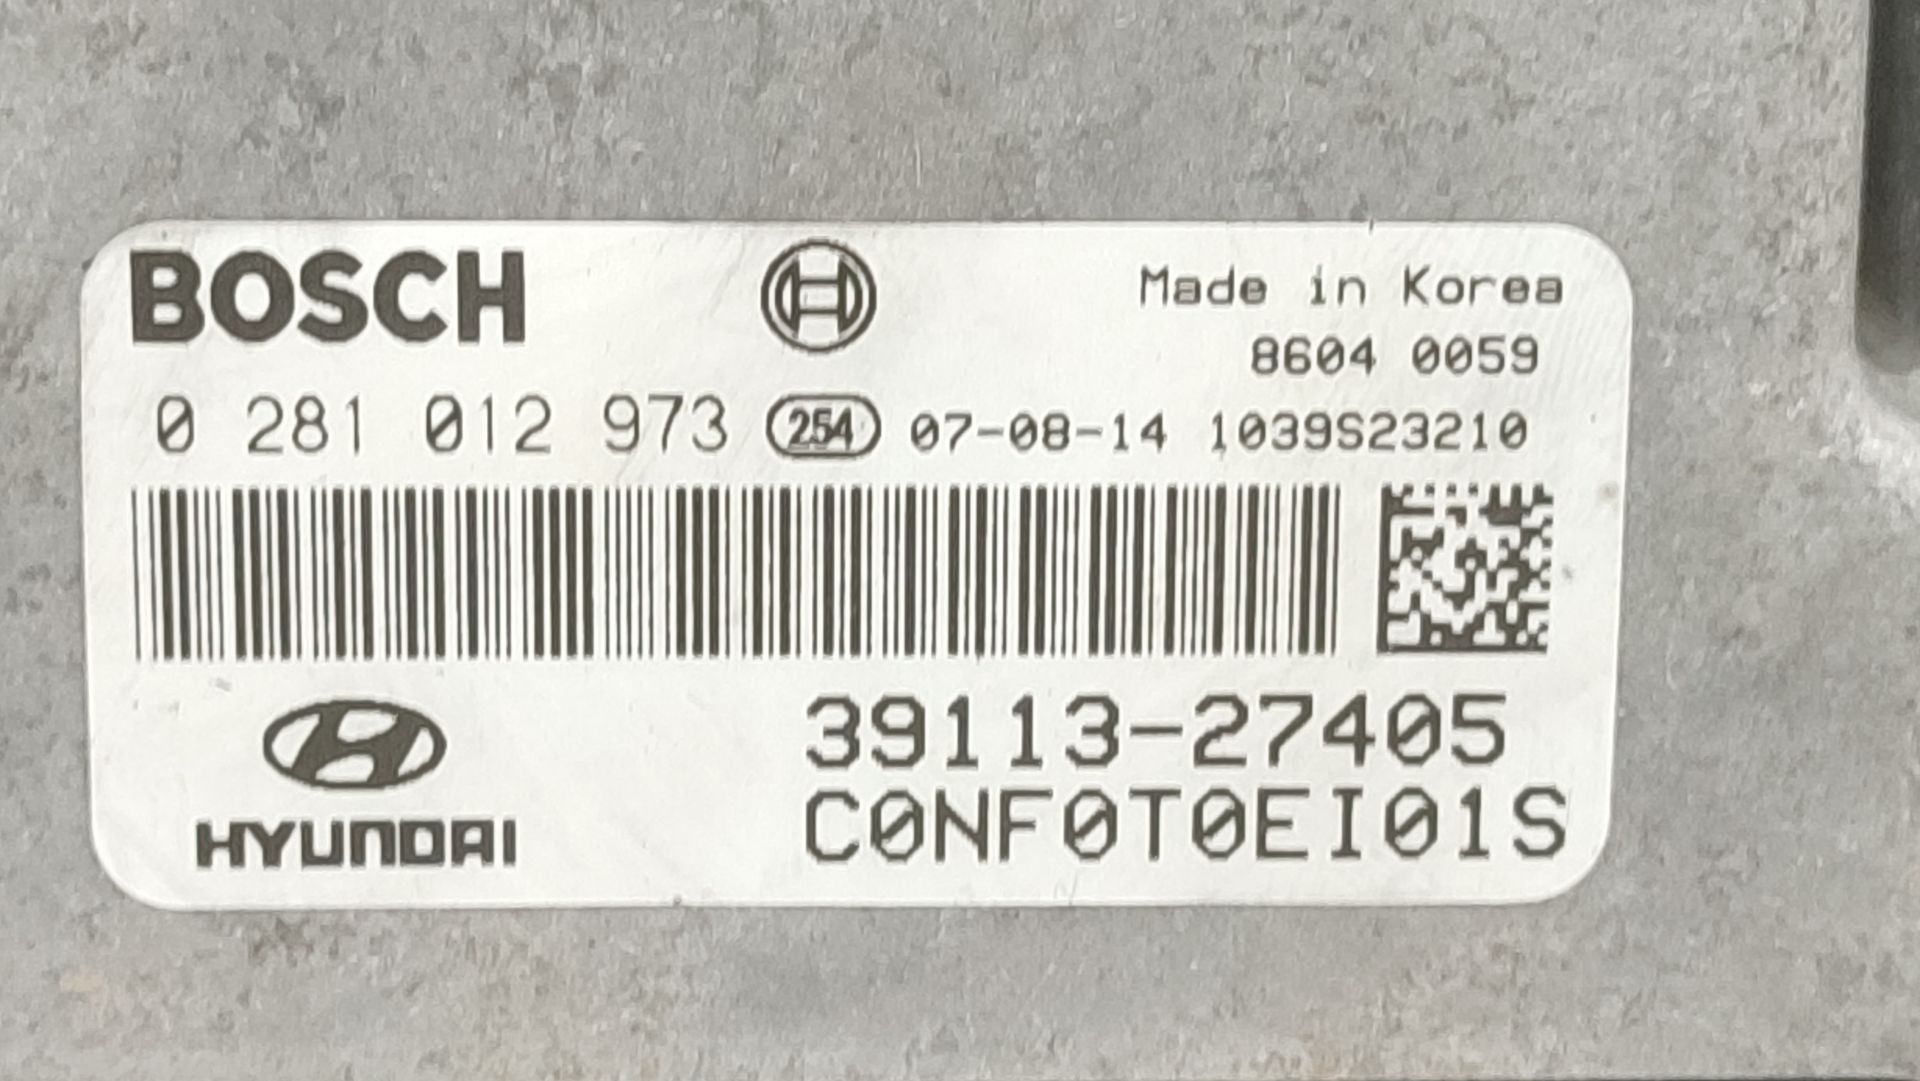 BOSCH
Made in Korea
8604 0059
0 281 012 973 254 07-08-14 1039S23210
39113-27405
HYUNDAI
C0NF0T0EI01S